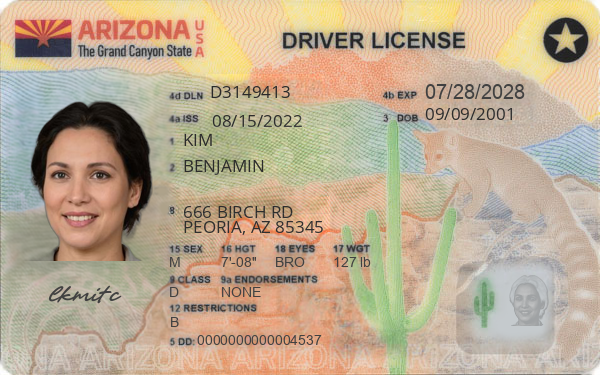 ARIZONA USA
The Grand Canyon State
DRIVER LICENSE
4d DLN D3149413
4b EXP 07/28/2028
4a ISS 08/15/2022
3 DOB 09/09/2001
1 KIM
2 BENJAMIN
8 666 BIRCH RD
PEORIA, AZ 85345
15 SEX 16 HGT 18 EYES 17 WGT
M 7'-08" BRO 127 lb
9 CLASS 9a ENDORSEMENTS
D NONE
12 RESTRICTIONS
B
5 DD: 0000000000004537
lkmitc
ARIZONA ARIZONA ARIZONA ARIZONA